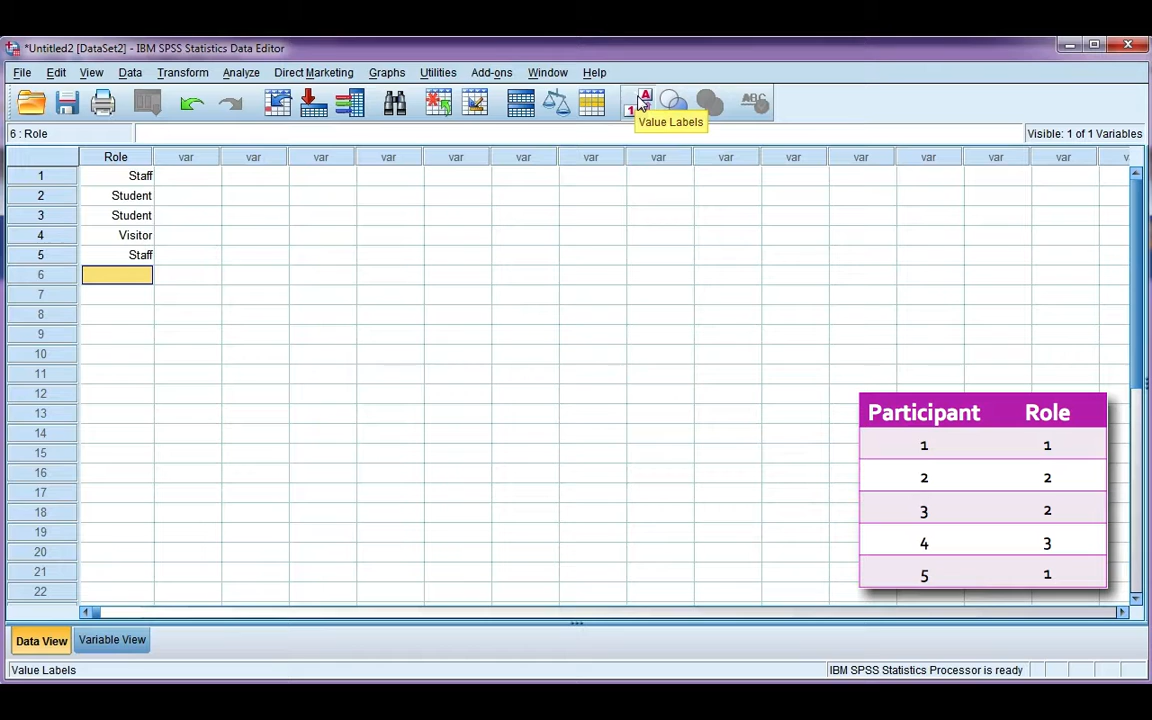 *Untitled2 [DataSet2] - IBM SPSS Statistics Data Editor
File Edit View Data Transform Analyze Direct Marketing Graphs Utilities Add-ons Window Help
1 A ABC
Value Labels
6 : Role Visible: 1 of 1 Variables
Role var var var var var var var var var var var var var var v
1 Staff
2 Student
3 Student
4 Visitor
5 Staff
6
7
8
9
10
11
12
13
14
15
16
17
18
19
20
21
22
Participant Role
1 1
2 2
3 2
4 3
5 1
Data View Variable View
Value Labels IBM SPSS Statistics Processor is ready